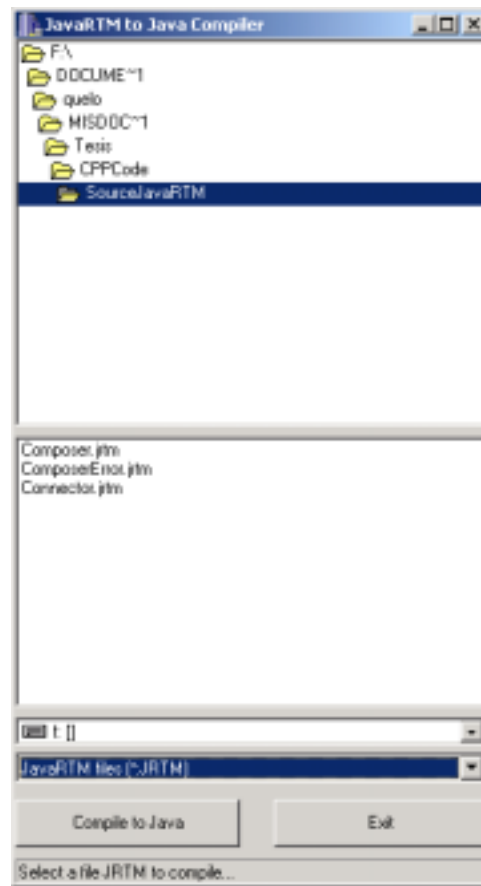 JavaRTM to Java Compiler
F:\
DOCUME~1
quelo
MISDOC~1
Tesis
CPPCode
SourceJavaRTM
Composer.jrtm
ComposerError.jrtm
Connector.jrtm
f: []
JavaRTM files (*.JRTM)
Compile to Java
Exit
Select a file JRTM to compile...